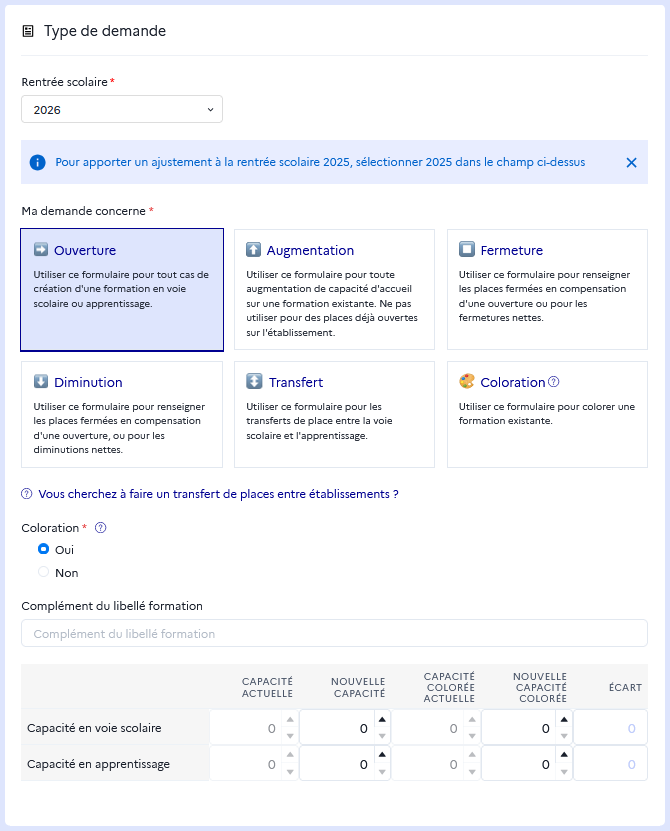 Type de demande
Rentrée scolaire *
2026
Pour apporter un ajustement à la rentrée scolaire 2025, sélectionner 2025 dans le champ ci-dessus
Ma demande concerne *
Ouverture
Utiliser ce formulaire pour tout cas de
création d'une formation en voie
scolaire ou apprentissage.
Augmentation
Utiliser ce formulaire pour toute
augmentation de capacité d'accueil
sur une formation existante. Ne pas
utiliser pour des places déjà ouvertes
sur l'établissement.
Fermeture
Utiliser ce formulaire pour renseigner
les places fermées en compensation
d'une ouverture ou pour les
fermetures nettes.
Diminution
Utiliser ce formulaire pour renseigner
les places fermées en compensation
d'une ouverture, ou pour les
diminutions nettes.
Transfert
Utiliser ce formulaire pour les
transferts de place entre la voie
scolaire et l'apprentissage.
Coloration
Utiliser ce formulaire pour colorer une
formation existante.
Vous cherchez à faire un transfert de places entre établissements ?
Coloration *
Oui
Non
Complément du libellé formation
Complément du libellé formation
CAPACITÉ
ACTUELLE
NOUVELLE
CAPACITÉ
CAPACITÉ
COLORÉE
ACTUELLE
NOUVELLE
CAPACITÉ
COLORÉE
ÉCART
Capacité en voie scolaire 0 0 0 0 0
Capacité en apprentissage 0 0 0 0 0